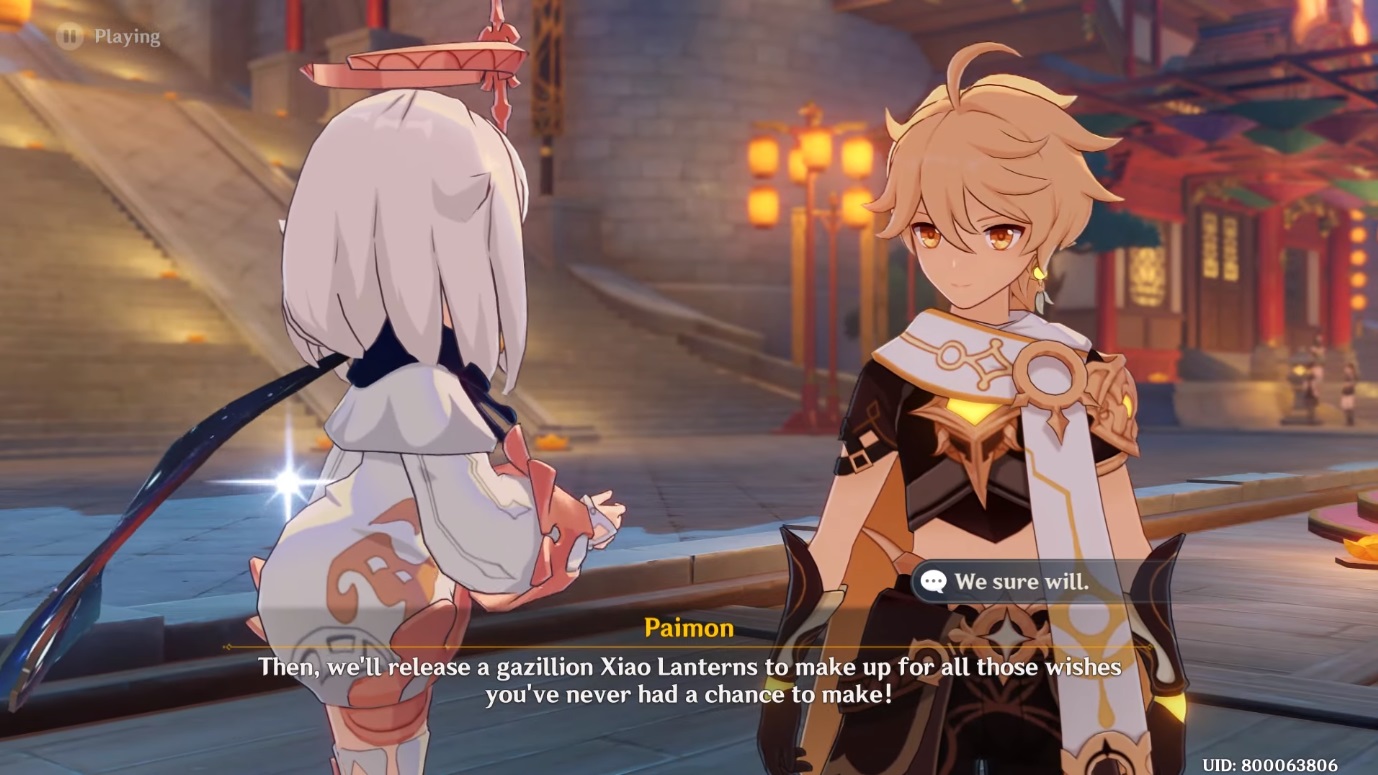 Playing
We sure will.
Paimon
Then, we'll release a gazillion Xiao Lanterns to make up for all those wishes
you've never had a chance to make!
UID: 800063806